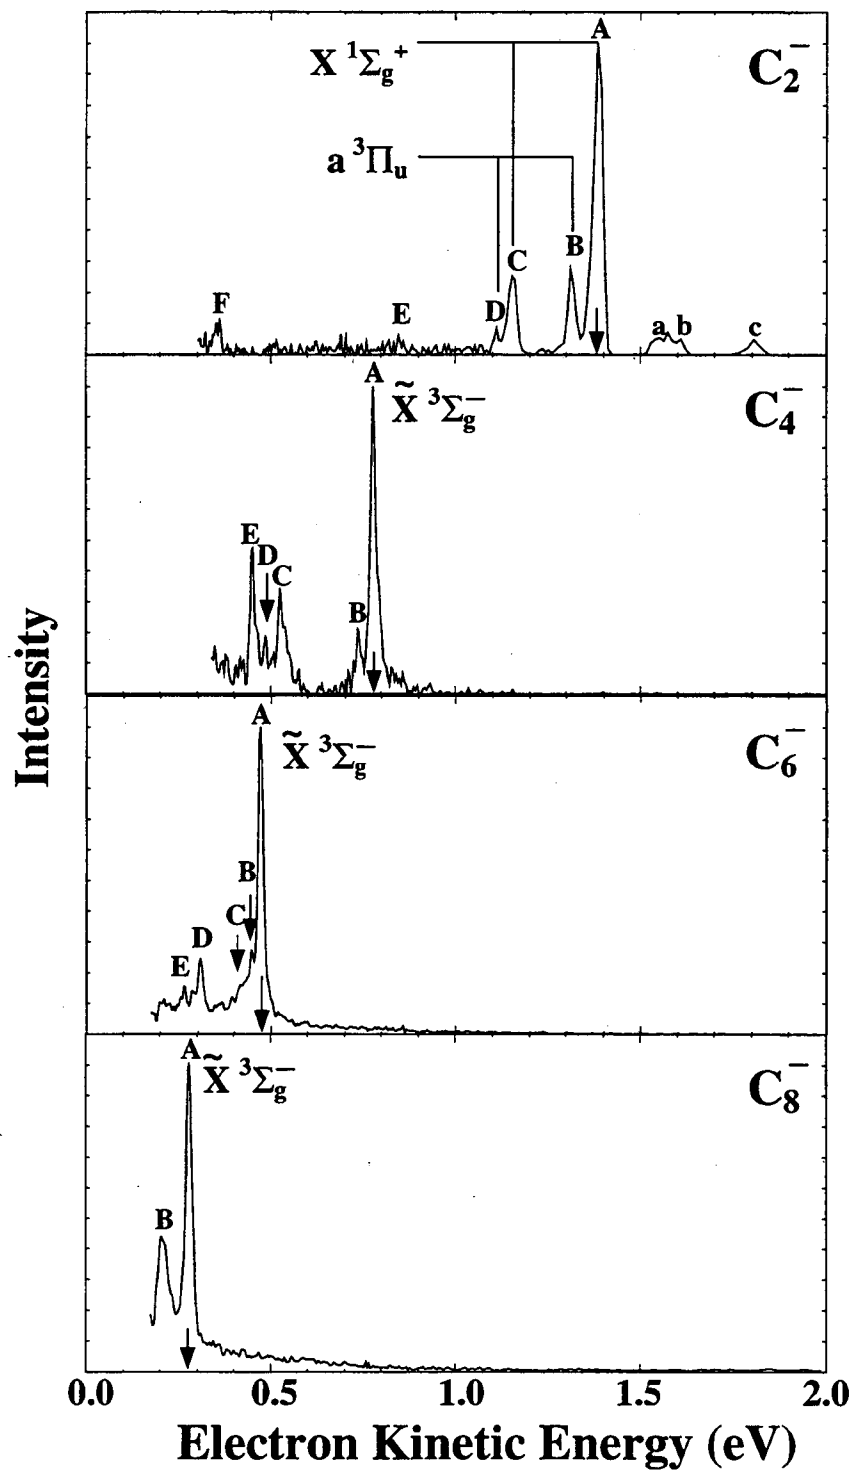 A
X ¹Σg⁺
C₂⁻
a ³Πu
B
C
D
F
E
a b c
A
X̃ ³Σg⁻
C₄⁻
E
D
C
B
A
X̃ ³Σg⁻
C₆⁻
B
C
D
E
A
X̃ ³Σg⁻
C₈⁻
B
Intensity
0.0 0.5 1.0 1.5 2.0
Electron Kinetic Energy (eV)